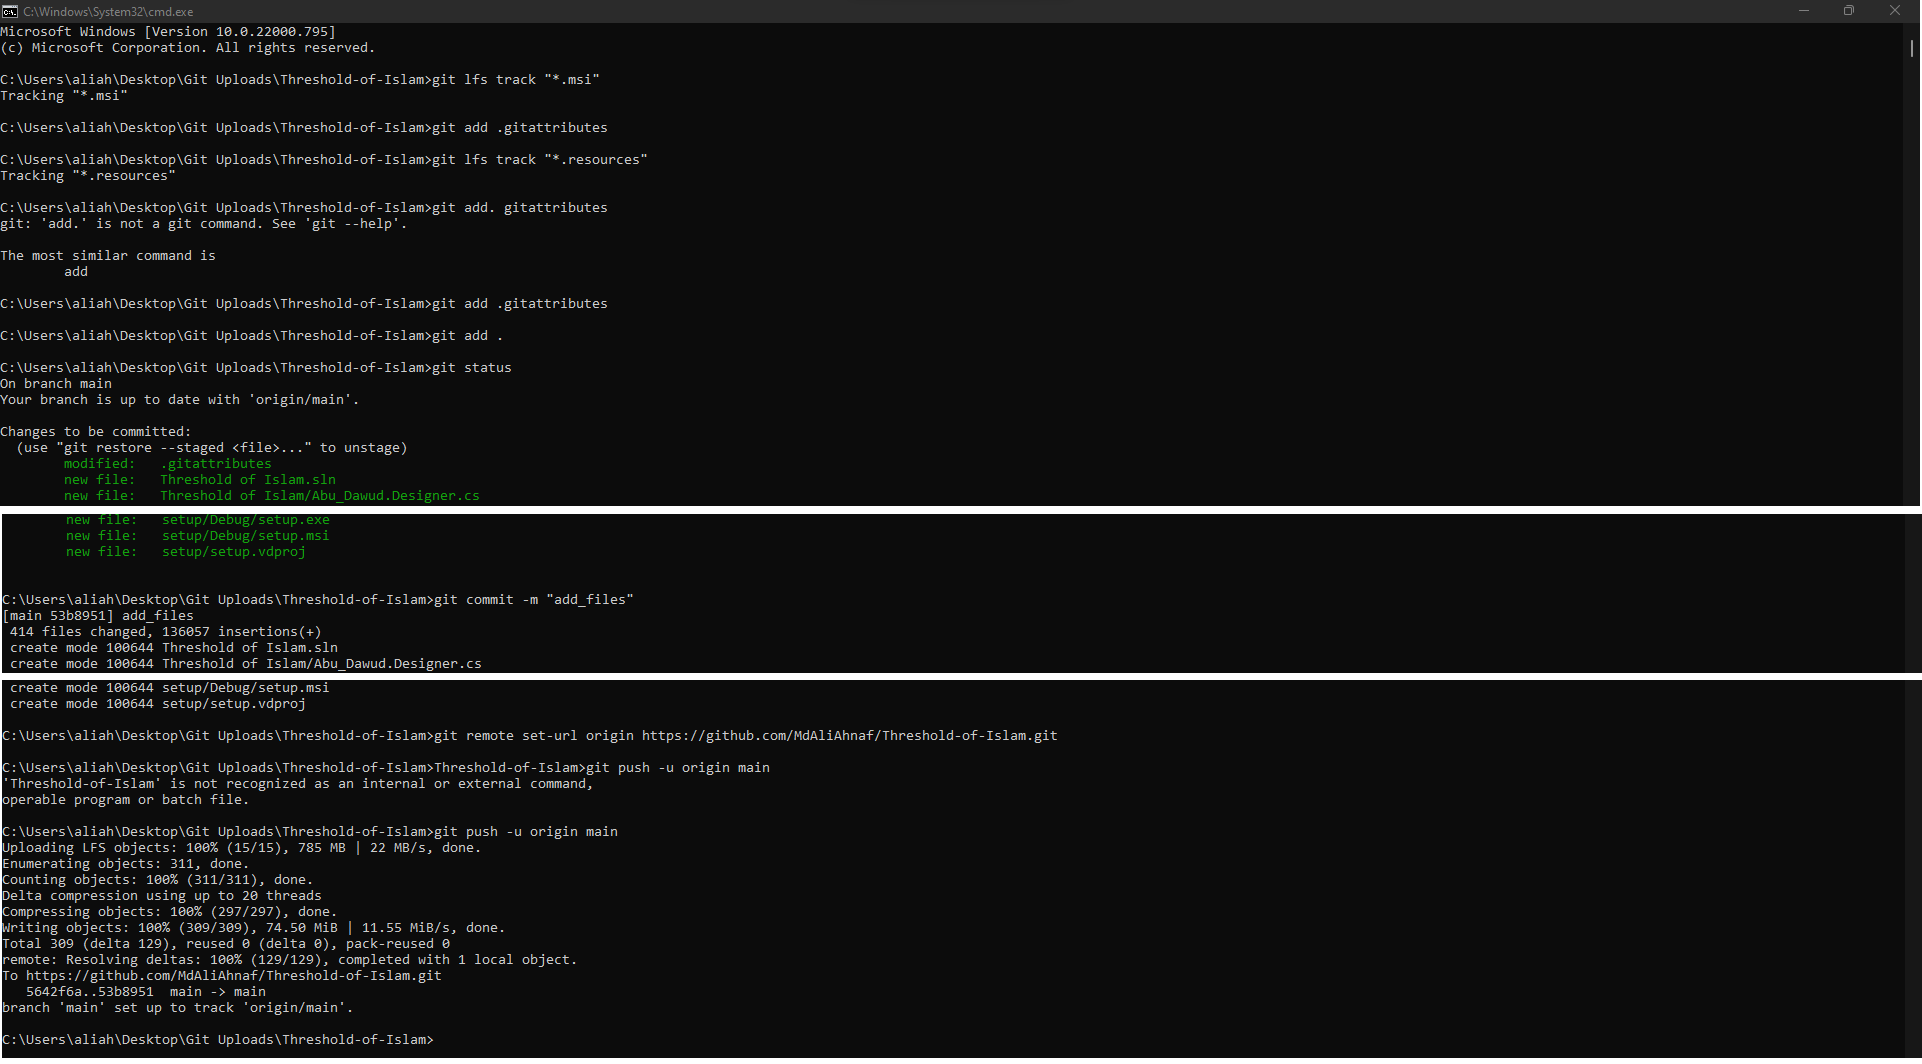 C:\Windows\System32\cmd.exe
Microsoft Windows [Version 10.0.22000.795]
(c) Microsoft Corporation. All rights reserved.
C:\Users\aliah\Desktop\Git Uploads\Threshold-of-Islam>git lfs track "*.msi"
Tracking "*.msi"
C:\Users\aliah\Desktop\Git Uploads\Threshold-of-Islam>git add .gitattributes
C:\Users\aliah\Desktop\Git Uploads\Threshold-of-Islam>git lfs track "*.resources"
Tracking "*.resources"
C:\Users\aliah\Desktop\Git Uploads\Threshold-of-Islam>git add. gitattributes
git: 'add.' is not a git command. See 'git --help'.
The most similar command is
        add
C:\Users\aliah\Desktop\Git Uploads\Threshold-of-Islam>git add .gitattributes
C:\Users\aliah\Desktop\Git Uploads\Threshold-of-Islam>git add .
C:\Users\aliah\Desktop\Git Uploads\Threshold-of-Islam>git status
On branch main
Your branch is up to date with 'origin/main'.
Changes to be committed:
  (use "git restore --staged <file>..." to unstage)
        modified:   .gitattributes
        new file:   Threshold of Islam.sln
        new file:   Threshold of Islam/Abu_Dawud.Designer.cs
        new file:   setup/Debug/setup.exe
        new file:   setup/Debug/setup.msi
        new file:   setup/setup.vdproj
C:\Users\aliah\Desktop\Git Uploads\Threshold-of-Islam>git commit -m "add_files"
[main 53b8951] add_files
 414 files changed, 136057 insertions(+)
 create mode 100644 Threshold of Islam.sln
 create mode 100644 Threshold of Islam/Abu_Dawud.Designer.cs
 create mode 100644 setup/Debug/setup.msi
 create mode 100644 setup/setup.vdproj
C:\Users\aliah\Desktop\Git Uploads\Threshold-of-Islam>git remote set-url origin https://github.com/MdAliAhnaf/Threshold-of-Islam.git
C:\Users\aliah\Desktop\Git Uploads\Threshold-of-Islam>Threshold-of-Islam>git push -u origin main
'Threshold-of-Islam' is not recognized as an internal or external command,
operable program or batch file.
C:\Users\aliah\Desktop\Git Uploads\Threshold-of-Islam>git push -u origin main
Uploading LFS objects: 100% (15/15), 785 MB | 22 MB/s, done.
Enumerating objects: 311, done.
Counting objects: 100% (311/311), done.
Delta compression using up to 20 threads
Compressing objects: 100% (297/297), done.
Writing objects: 100% (309/309), 74.50 MiB | 11.55 MiB/s, done.
Total 309 (delta 129), reused 0 (delta 0), pack-reused 0
remote: Resolving deltas: 100% (129/129), completed with 1 local object.
To https://github.com/MdAliAhnaf/Threshold-of-Islam.git
   5642f6a..53b8951  main -> main
branch 'main' set up to track 'origin/main'.
C:\Users\aliah\Desktop\Git Uploads\Threshold-of-Islam>